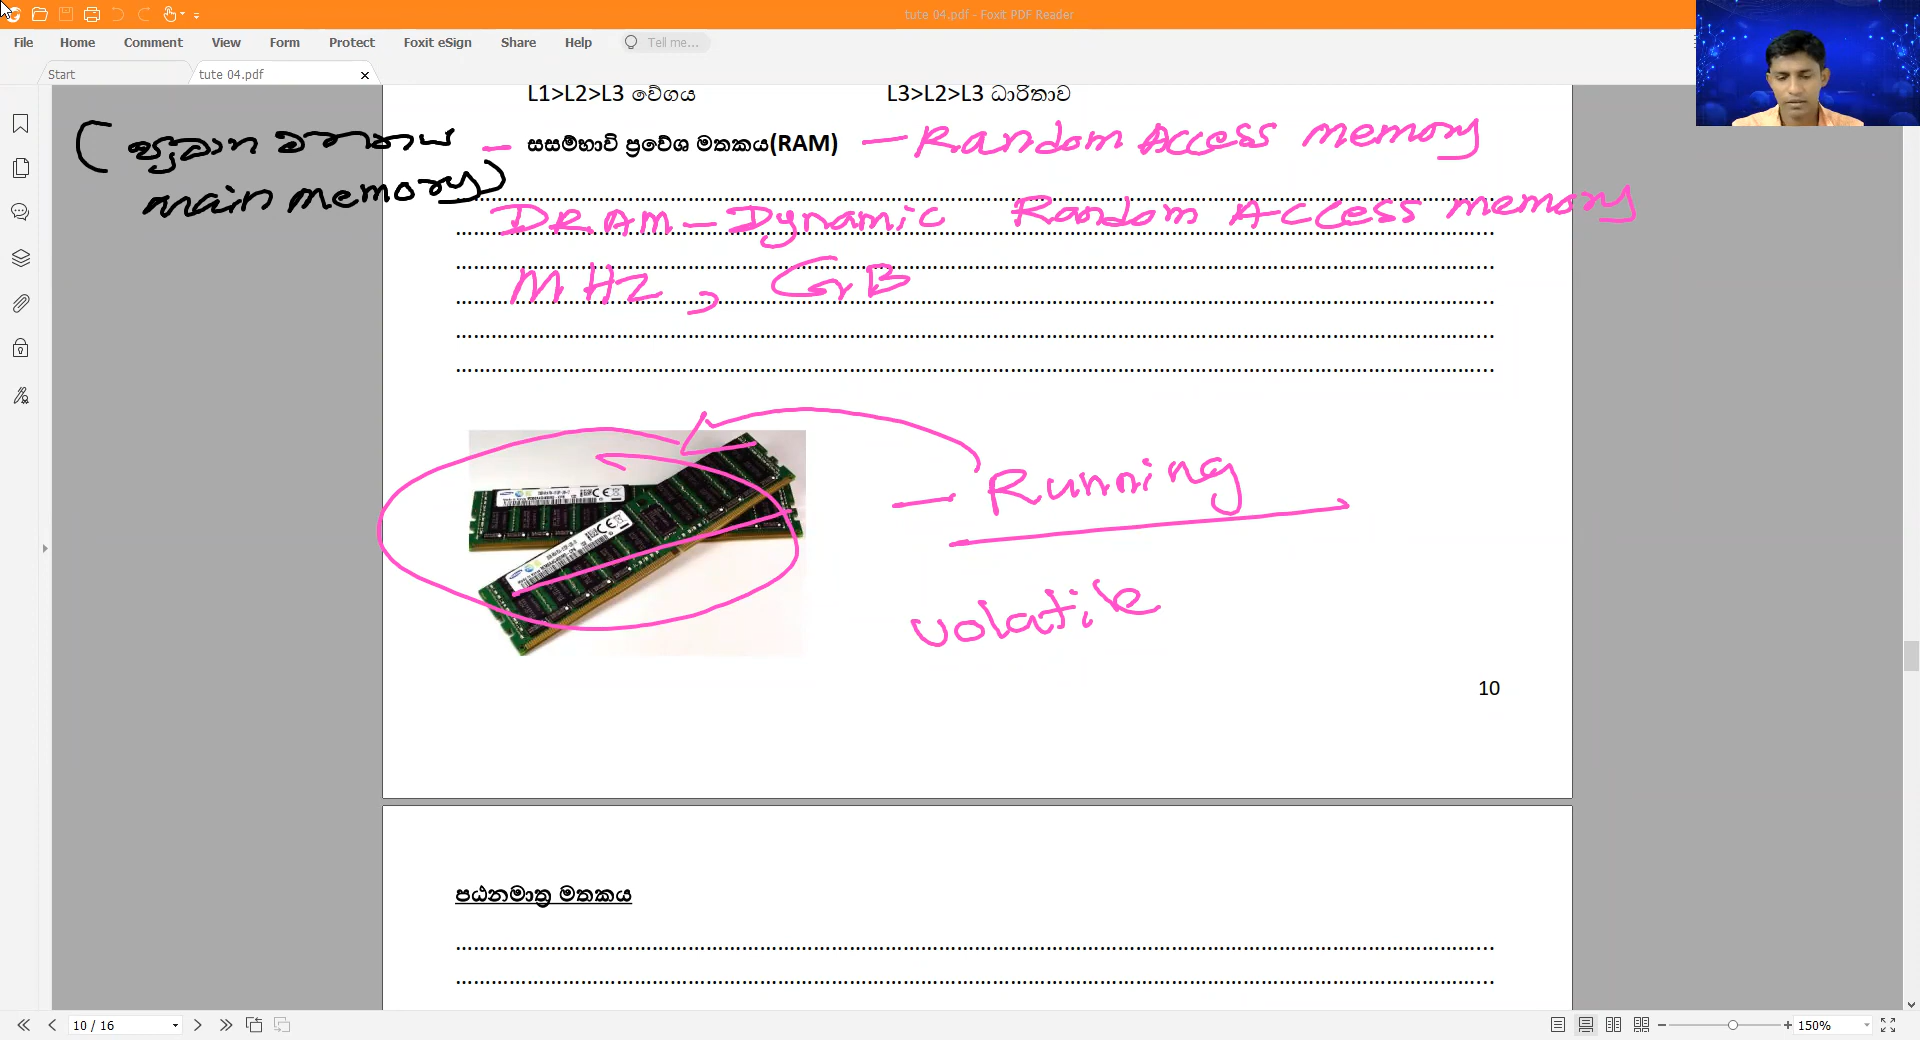 tute 04.pdf - Foxit PDF Reader
File Home Comment View Form Protect Foxit eSign Share Help Tell me...
Start tute 04.pdf
L1>L2>L3 වේගය L3>L2>L3 ධාරිතාව
(ප්‍රධාන මතකය - සසම්භාවි ප්‍රවේශ මතකය(RAM) - Random Access memory
main memory)
DRAM - Dynamic Random Access memory
MHZ, GB
- Running
volatile
10
පඨනමාත්‍ර මතකය
10 / 16 150%